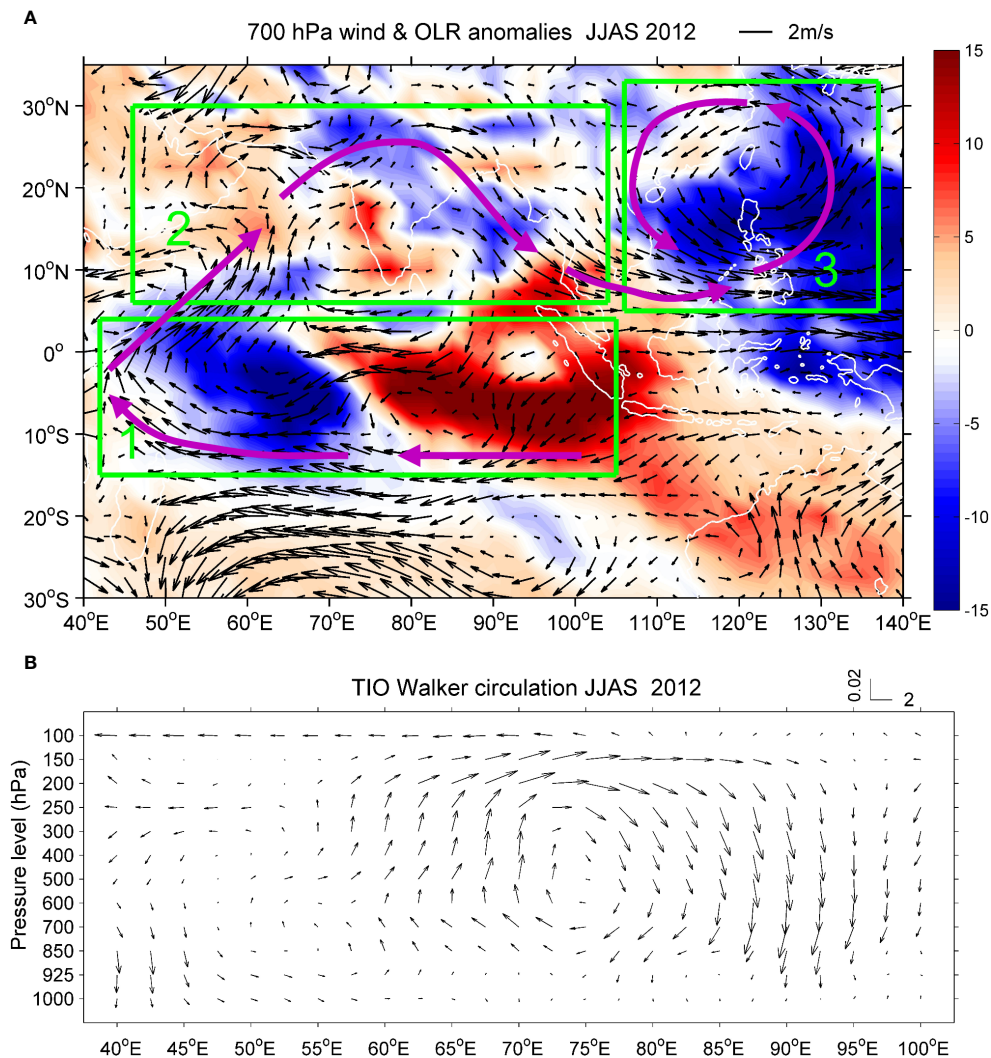 A
700 hPa wind & OLR anomalies JJAS 2012
2m/s
30°N
20°N
10°N
0°
10°S
20°S
30°S
40°E 50°E 60°E 70°E 80°E 90°E 100°E 110°E 120°E 130°E 140°E
2
3
1
15
10
5
0
-5
-10
-15
B
TIO Walker circulation JJAS 2012
0.02
2
Pressure level (hPa)
100
150
200
250
300
400
500
600
700
850
925
1000
40°E 45°E 50°E 55°E 60°E 65°E 70°E 75°E 80°E 85°E 90°E 95°E 100°E